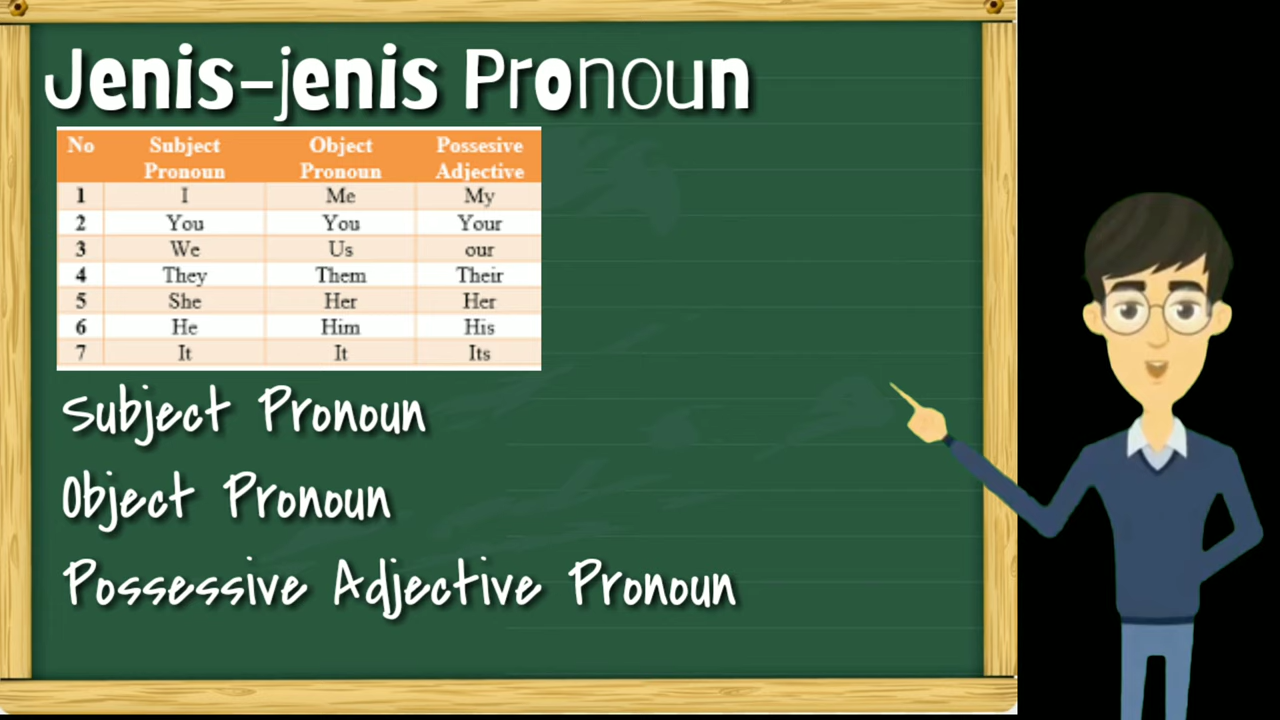 Jenis-jenis Pronoun
No Subject Pronoun Object Pronoun Possesive Adjective
1 I Me My
2 You You Your
3 We Us our
4 They Them Their
5 She Her Her
6 He Him His
7 It It Its
Subject Pronoun
Object Pronoun
Possessive Adjective Pronoun